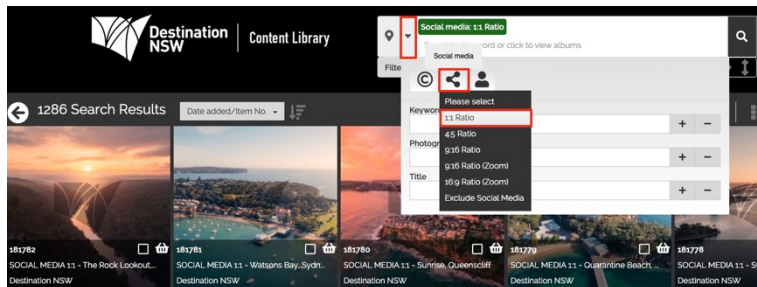 Destination
NSW
Content Library
Social media: 1:1 Ratio
word or click to view albums
Social media
Filte
1286 Search Results
Date added/Item No.
Please select
Keyword
1:1 Ratio
4:5 Ratio
Photogr
9:16 Ratio
9:16 Ratio (Zoom)
Title
16:9 Ratio (Zoom)
Exclude Social Media
181782
SOCIAL MEDIA 1:1 - The Rock Lookout,...
Destination NSW
181781
SOCIAL MEDIA 1:1 - Watsons Bay, Sydn...
Destination NSW
181780
SOCIAL MEDIA 1:1 - Sunrise, Queenscliff
Destination NSW
181779
SOCIAL MEDIA 1:1 - Quarantine Beach, ...
Destination NSW
181778
SOCIAL MEDIA 1:1 - S
Destination NSW